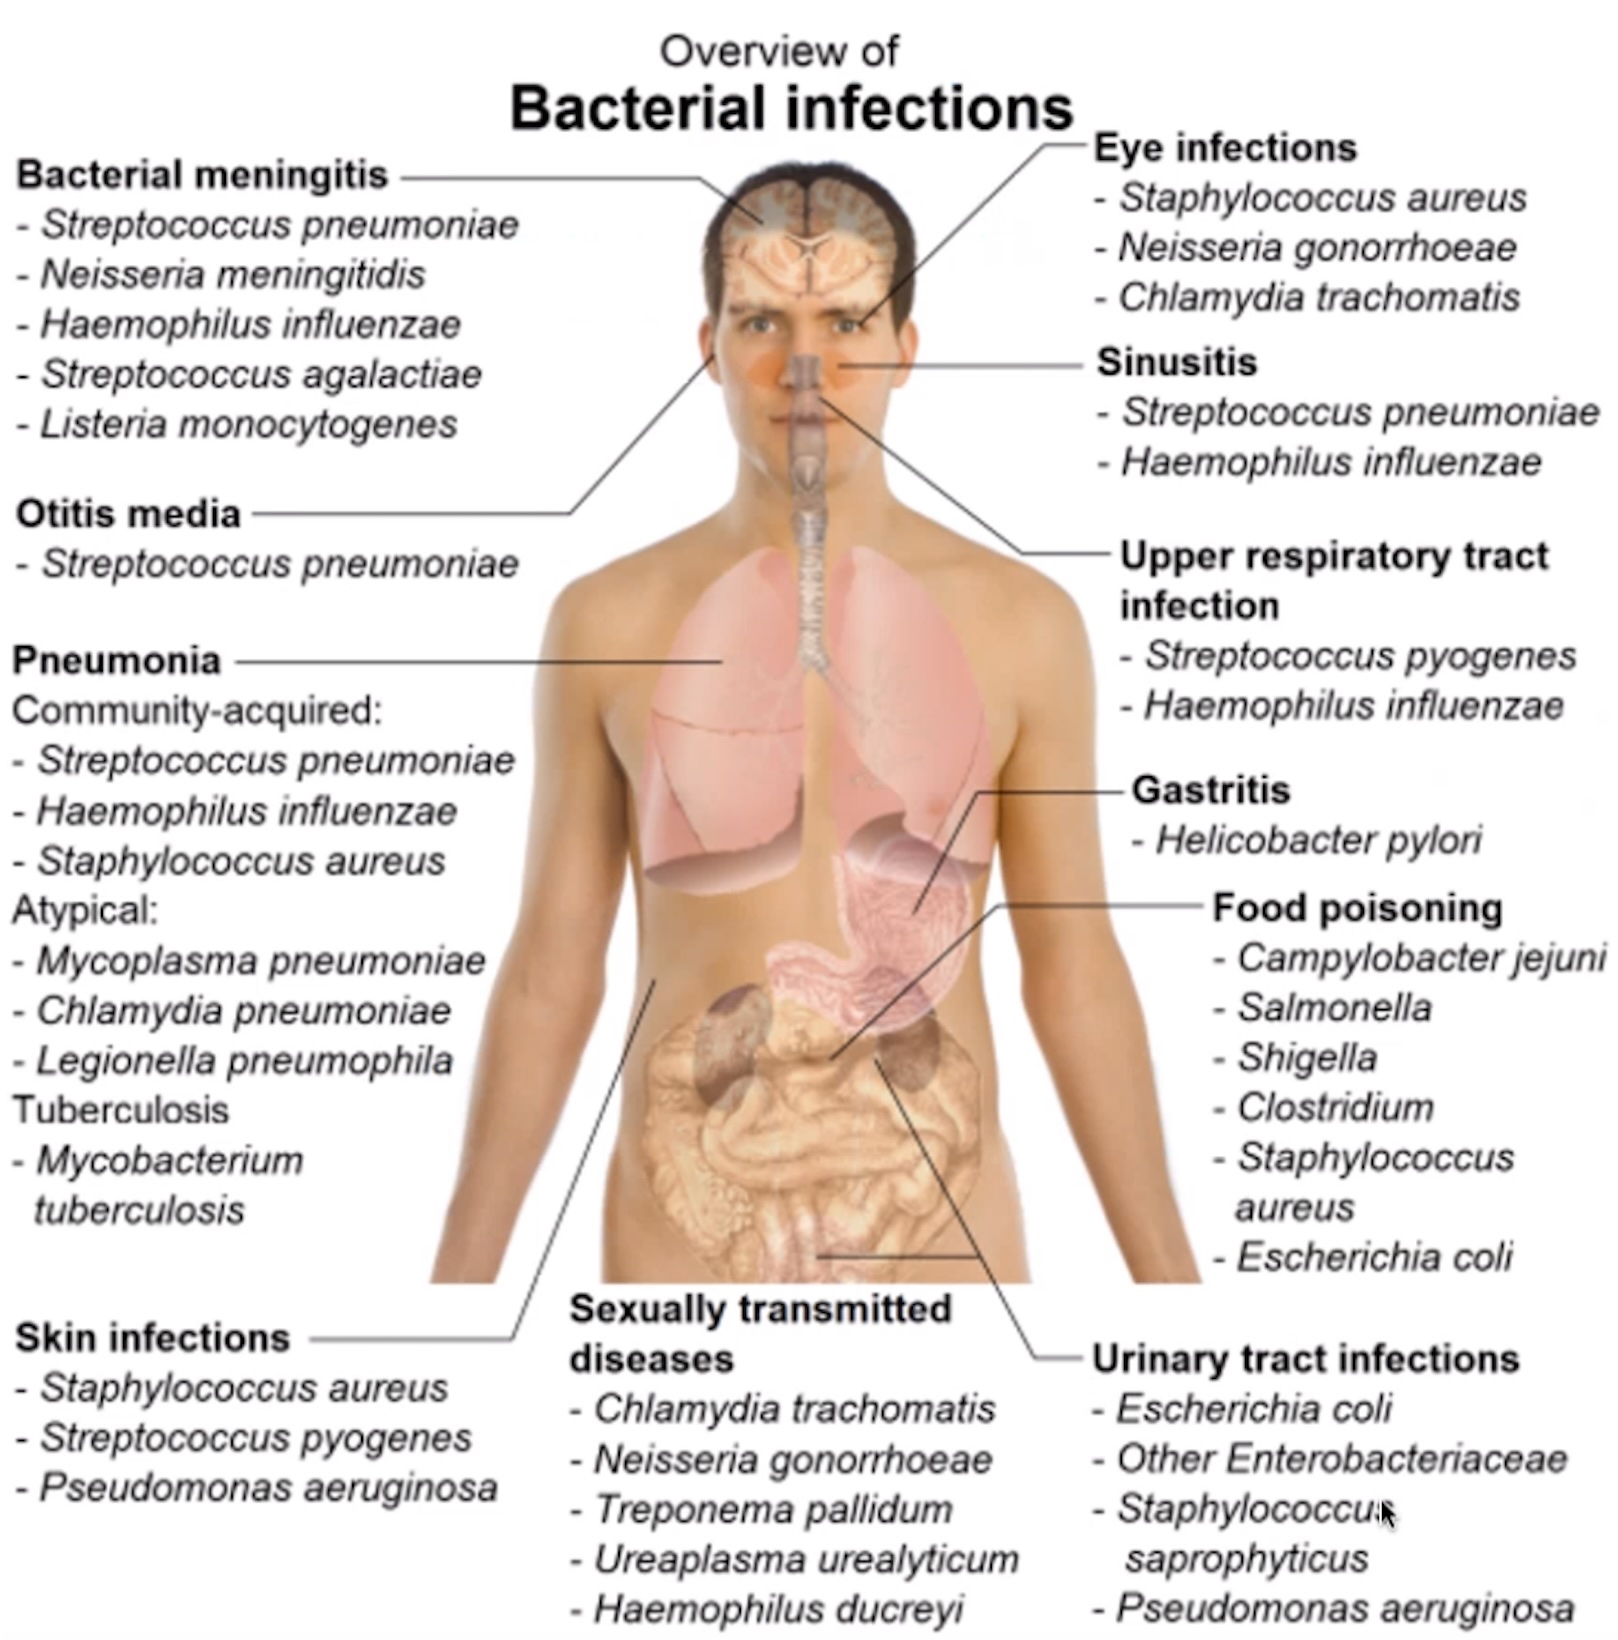 Overview of
Bacterial infections
Bacterial meningitis
- Streptococcus pneumoniae
- Neisseria meningitidis
- Haemophilus influenzae
- Streptococcus agalactiae
- Listeria monocytogenes
Otitis media
- Streptococcus pneumoniae
Pneumonia
Community-acquired:
- Streptococcus pneumoniae
- Haemophilus influenzae
- Staphylococcus aureus
Atypical:
- Mycoplasma pneumoniae
- Chlamydia pneumoniae
- Legionella pneumophila
Tuberculosis
- Mycobacterium
tuberculosis
Skin infections
- Staphylococcus aureus
- Streptococcus pyogenes
- Pseudomonas aeruginosa
Eye infections
- Staphylococcus aureus
- Neisseria gonorrhoeae
- Chlamydia trachomatis
Sinusitis
- Streptococcus pneumoniae
- Haemophilus influenzae
Upper respiratory tract
infection
- Streptococcus pyogenes
- Haemophilus influenzae
Gastritis
- Helicobacter pylori
Food poisoning
- Campylobacter jejuni
- Salmonella
- Shigella
- Clostridium
- Staphylococcus
aureus
- Escherichia coli
Sexually transmitted
diseases
- Chlamydia trachomatis
- Neisseria gonorrhoeae
- Treponema pallidum
- Ureaplasma urealyticum
- Haemophilus ducreyi
Urinary tract infections
- Escherichia coli
- Other Enterobacteriaceae
- Staphylococcus
saprophyticus
- Pseudomonas aeruginosa